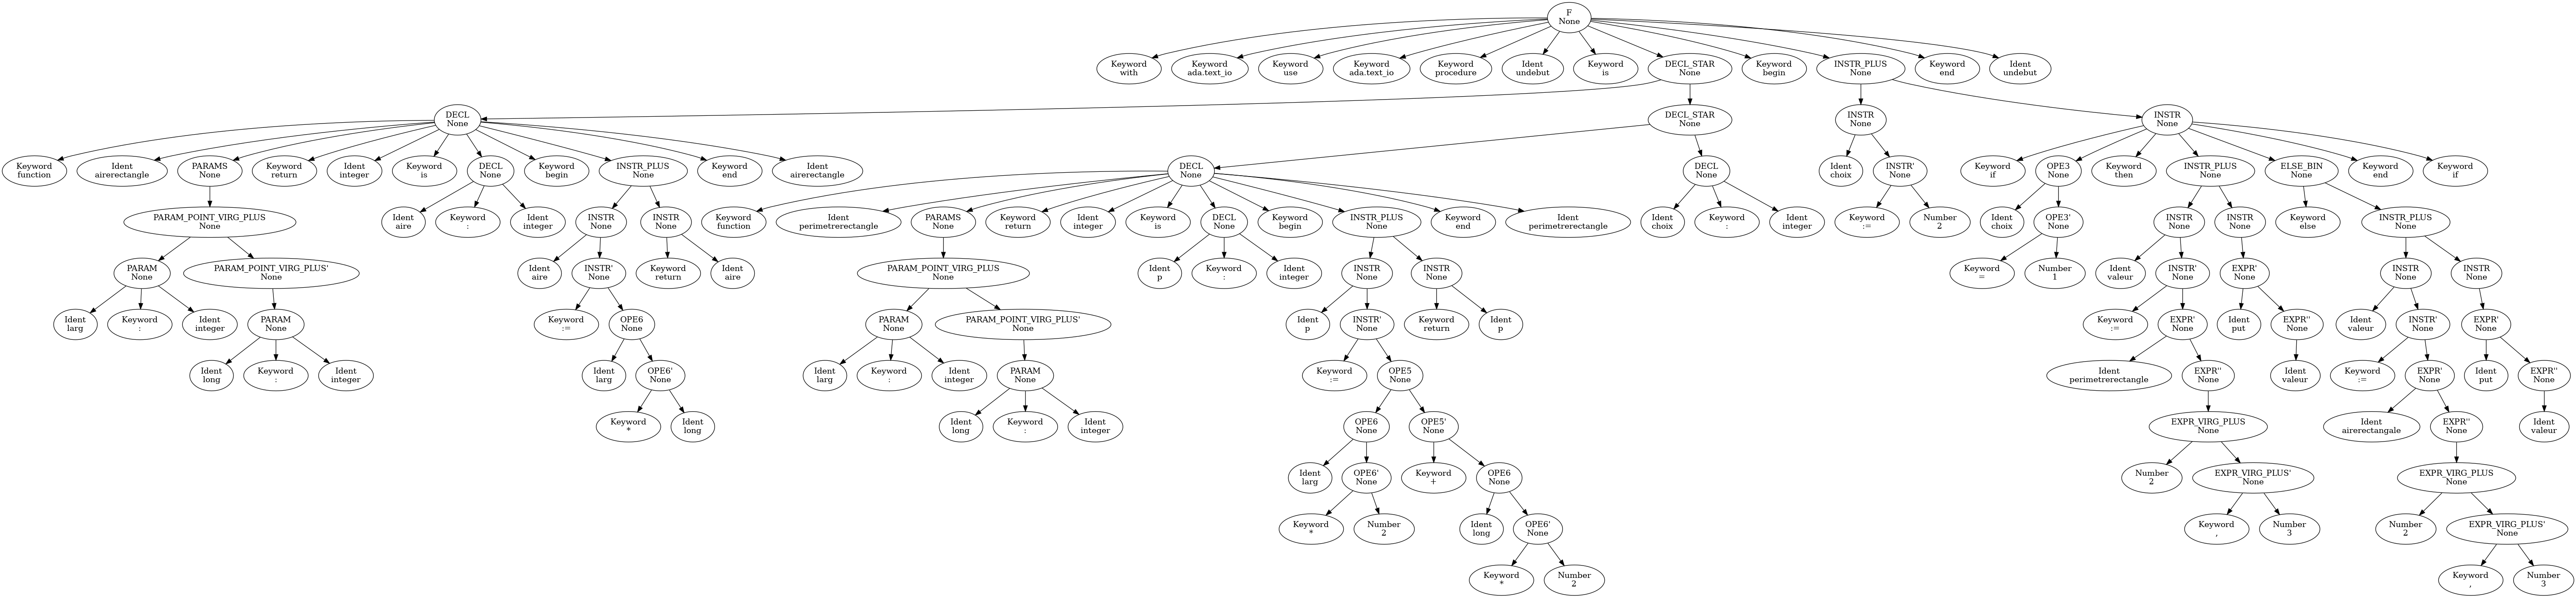 F
None
Keyword
with
Keyword
ada.text_io
Keyword
use
Keyword
ada.text_io
Keyword
procedure
Ident
undebut
Keyword
is
DECL_STAR
None
Keyword
begin
INSTR_PLUS
None
Keyword
end
Ident
undebut
DECL
None
DECL_STAR
None
INSTR
None
INSTR
None
Keyword
function
Ident
airerectangle
PARAMS
None
Keyword
return
Ident
integer
Keyword
is
DECL
None
Keyword
begin
INSTR_PLUS
None
Keyword
end
Ident
airerectangle
DECL
None
DECL
None
Ident
choix
INSTR'
None
Keyword
if
OPE3
None
Keyword
then
INSTR_PLUS
None
ELSE_BIN
None
Keyword
end
Keyword
if
PARAM_POINT_VIRG_PLUS
None
Ident
aire
Keyword
:
Ident
integer
INSTR
None
INSTR
None
Keyword
function
Ident
perimetrerectangle
PARAMS
None
Keyword
return
Ident
integer
Keyword
is
DECL
None
Keyword
begin
INSTR_PLUS
None
Keyword
end
Ident
perimetrerectangle
Ident
choix
Keyword
:
Ident
integer
Keyword
:=
Number
2
Ident
choix
OPE3'
None
INSTR
None
INSTR
None
Keyword
else
INSTR_PLUS
None
PARAM
None
PARAM_POINT_VIRG_PLUS'
None
Ident
aire
INSTR'
None
Keyword
return
Ident
aire
PARAM_POINT_VIRG_PLUS
None
Ident
p
Keyword
:
Ident
integer
INSTR
None
INSTR
None
Keyword
=
Number
1
Ident
valeur
INSTR'
None
EXPR'
None
INSTR
None
INSTR
None
Ident
larg
Keyword
:
Ident
integer
PARAM
None
Keyword
:=
OPE6
None
PARAM
None
PARAM_POINT_VIRG_PLUS'
None
Ident
p
INSTR'
None
Keyword
return
Ident
p
Keyword
:=
EXPR'
None
Ident
put
EXPR''
None
Ident
valeur
INSTR'
None
EXPR'
None
Ident
long
Keyword
:
Ident
integer
Ident
larg
OPE6'
None
Ident
larg
Keyword
:
Ident
integer
PARAM
None
Keyword
:=
OPE5
None
Ident
perimetrerectangle
EXPR''
None
Ident
valeur
Keyword
:=
EXPR'
None
Ident
put
EXPR''
None
Keyword
*
Ident
long
Ident
long
Keyword
:
Ident
integer
OPE6
None
OPE5'
None
EXPR_VIRG_PLUS
None
Ident
airerectangale
EXPR''
None
Ident
valeur
Ident
larg
OPE6'
None
Keyword
+
OPE6
None
Number
2
EXPR_VIRG_PLUS'
None
EXPR_VIRG_PLUS
None
Keyword
*
Number
2
Ident
long
OPE6'
None
Keyword
,
Number
3
Number
2
EXPR_VIRG_PLUS'
None
Keyword
*
Number
2
Keyword
,
Number
3